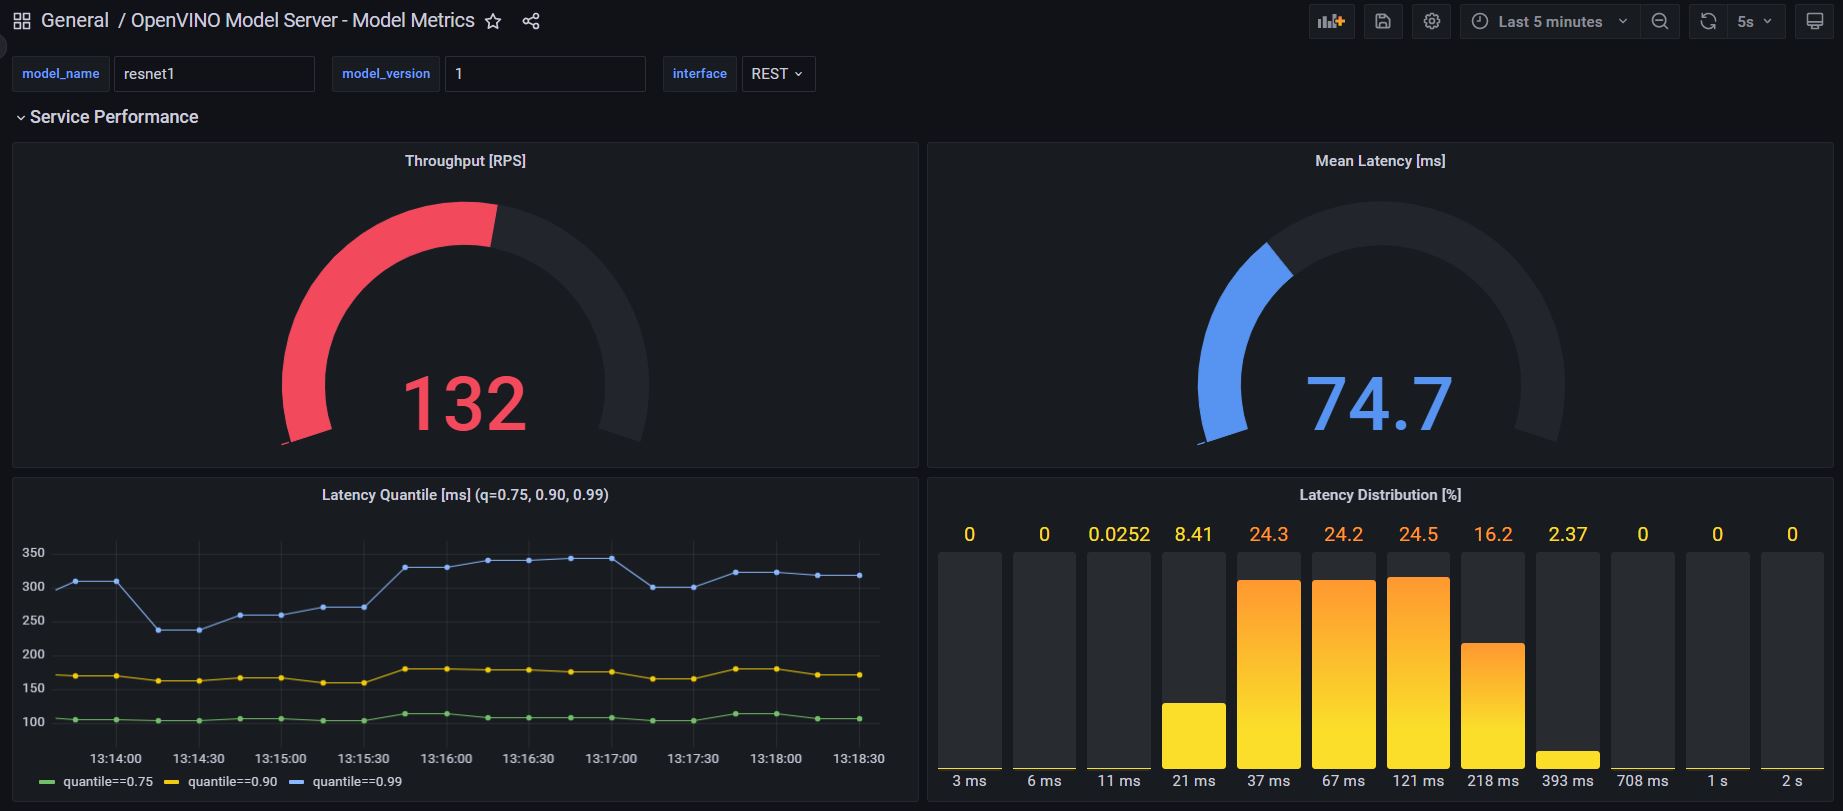 General / OpenVINO Model Server - Model Metrics
Last 5 minutes
5s
model_name resnet1 model_version 1 interface REST
Service Performance
Throughput [RPS]
132
Mean Latency [ms]
74.7
Latency Quantile [ms] (q=0.75, 0.90, 0.99)
350
300
250
200
150
100
13:14:00 13:14:30 13:15:00 13:15:30 13:16:00 13:16:30 13:17:00 13:17:30 13:18:00 13:18:30
quantile==0.75 quantile==0.90 quantile==0.99
Latency Distribution [%]
0 0 0.0252 8.41 24.3 24.2 24.5 16.2 2.37 0 0 0
3 ms 6 ms 11 ms 21 ms 37 ms 67 ms 121 ms 218 ms 393 ms 708 ms 1 s 2 s